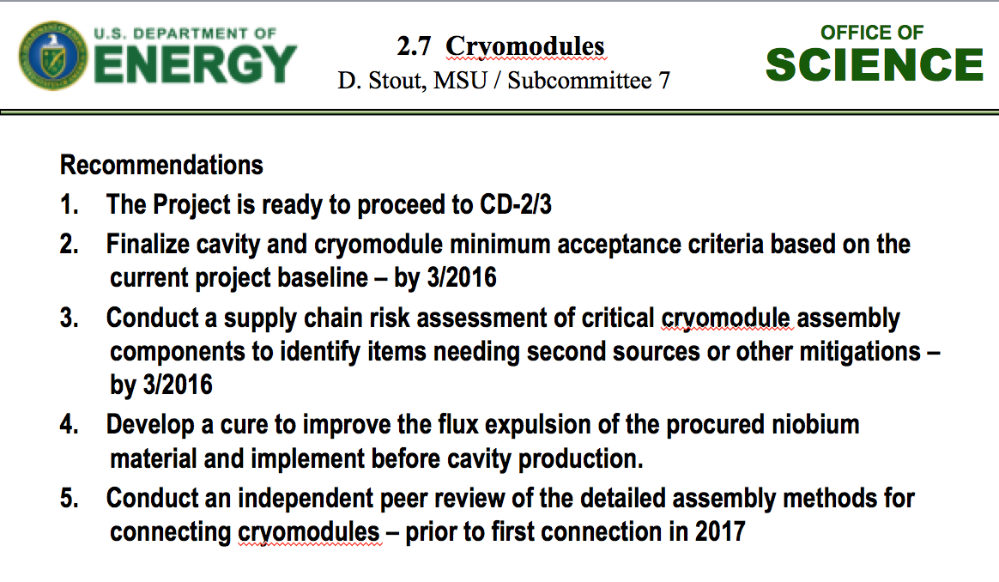 U.S. DEPARTMENT OF
ENERGY
2.7 Cryomodules
D. Stout, MSU / Subcommittee 7
OFFICE OF
SCIENCE
Recommendations
1. The Project is ready to proceed to CD-2/3
2. Finalize cavity and cryomodule minimum acceptance criteria based on the
current project baseline – by 3/2016
3. Conduct a supply chain risk assessment of critical cryomodule assembly
components to identify items needing second sources or other mitigations –
by 3/2016
4. Develop a cure to improve the flux expulsion of the procured niobium
material and implement before cavity production.
5. Conduct an independent peer review of the detailed assembly methods for
connecting cryomodules – prior to first connection in 2017